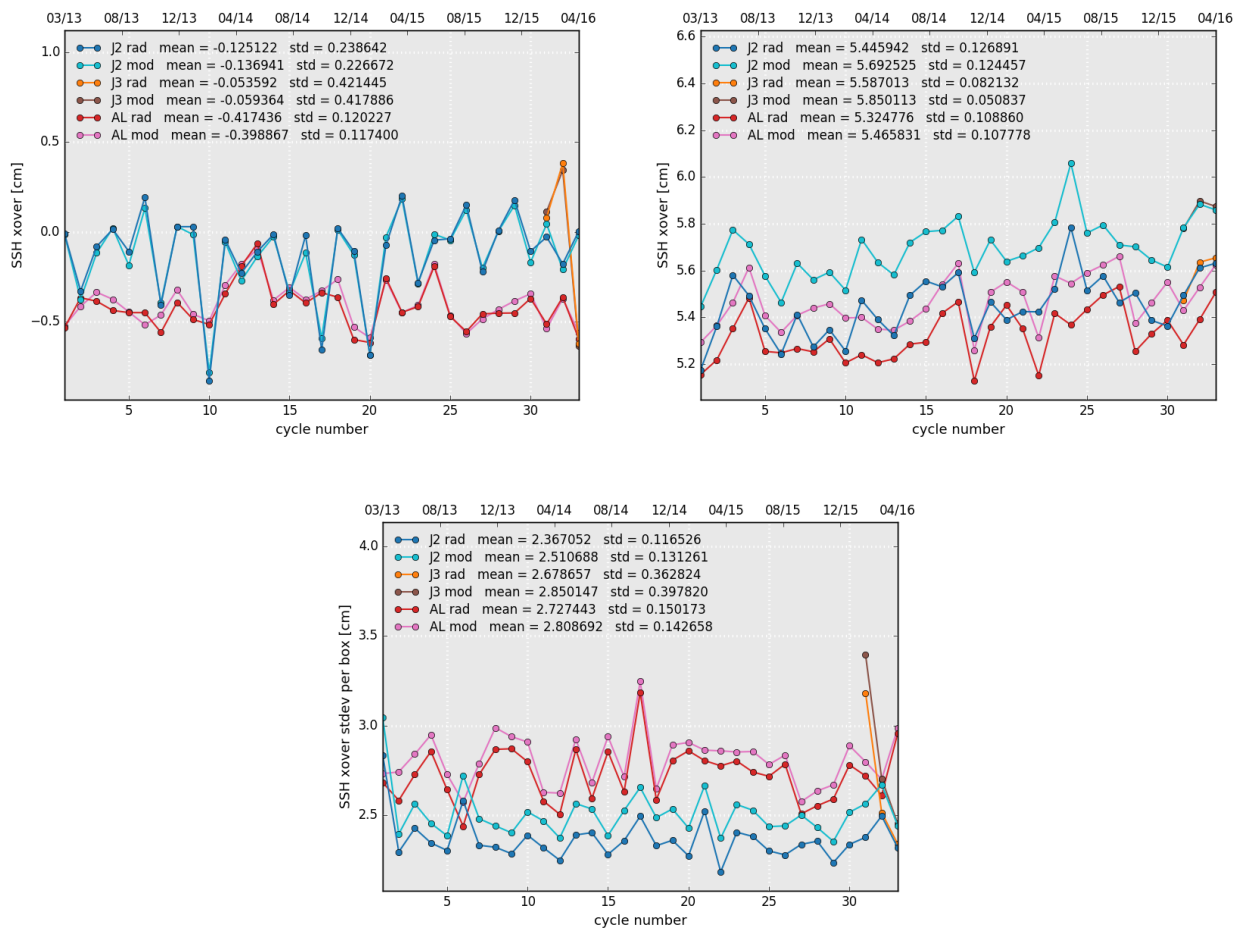 03/13 08/13 12/13 04/14 08/14 12/14 04/15 08/15 12/15 04/16
J2 rad mean = -0.125122 std = 0.238642
J2 mod mean = -0.136941 std = 0.226672
J3 rad mean = -0.053592 std = 0.421445
J3 mod mean = -0.059364 std = 0.417886
AL rad mean = -0.417436 std = 0.120227
AL mod mean = -0.398867 std = 0.117400
1.0
0.5
0.0
−0.5
SSH xover [cm]
5 10 15 20 25 30
cycle number
03/13 08/13 12/13 04/14 08/14 12/14 04/15 08/15 12/15 04/16
J2 rad mean = 5.445942 std = 0.126891
J2 mod mean = 5.692525 std = 0.124457
J3 rad mean = 5.587013 std = 0.082132
J3 mod mean = 5.850113 std = 0.050837
AL rad mean = 5.324776 std = 0.108860
AL mod mean = 5.465831 std = 0.107778
6.6
6.4
6.2
6.0
5.8
5.6
5.4
5.2
SSH xover [cm]
5 10 15 20 25 30
cycle number
03/13 08/13 12/13 04/14 08/14 12/14 04/15 08/15 12/15 04/16
J2 rad mean = 2.367052 std = 0.116526
J2 mod mean = 2.510688 std = 0.131261
J3 rad mean = 2.678657 std = 0.362824
J3 mod mean = 2.850147 std = 0.397820
AL rad mean = 2.727443 std = 0.150173
AL mod mean = 2.808692 std = 0.142658
4.0
3.5
3.0
2.5
SSH xover stdev per box [cm]
5 10 15 20 25 30
cycle number